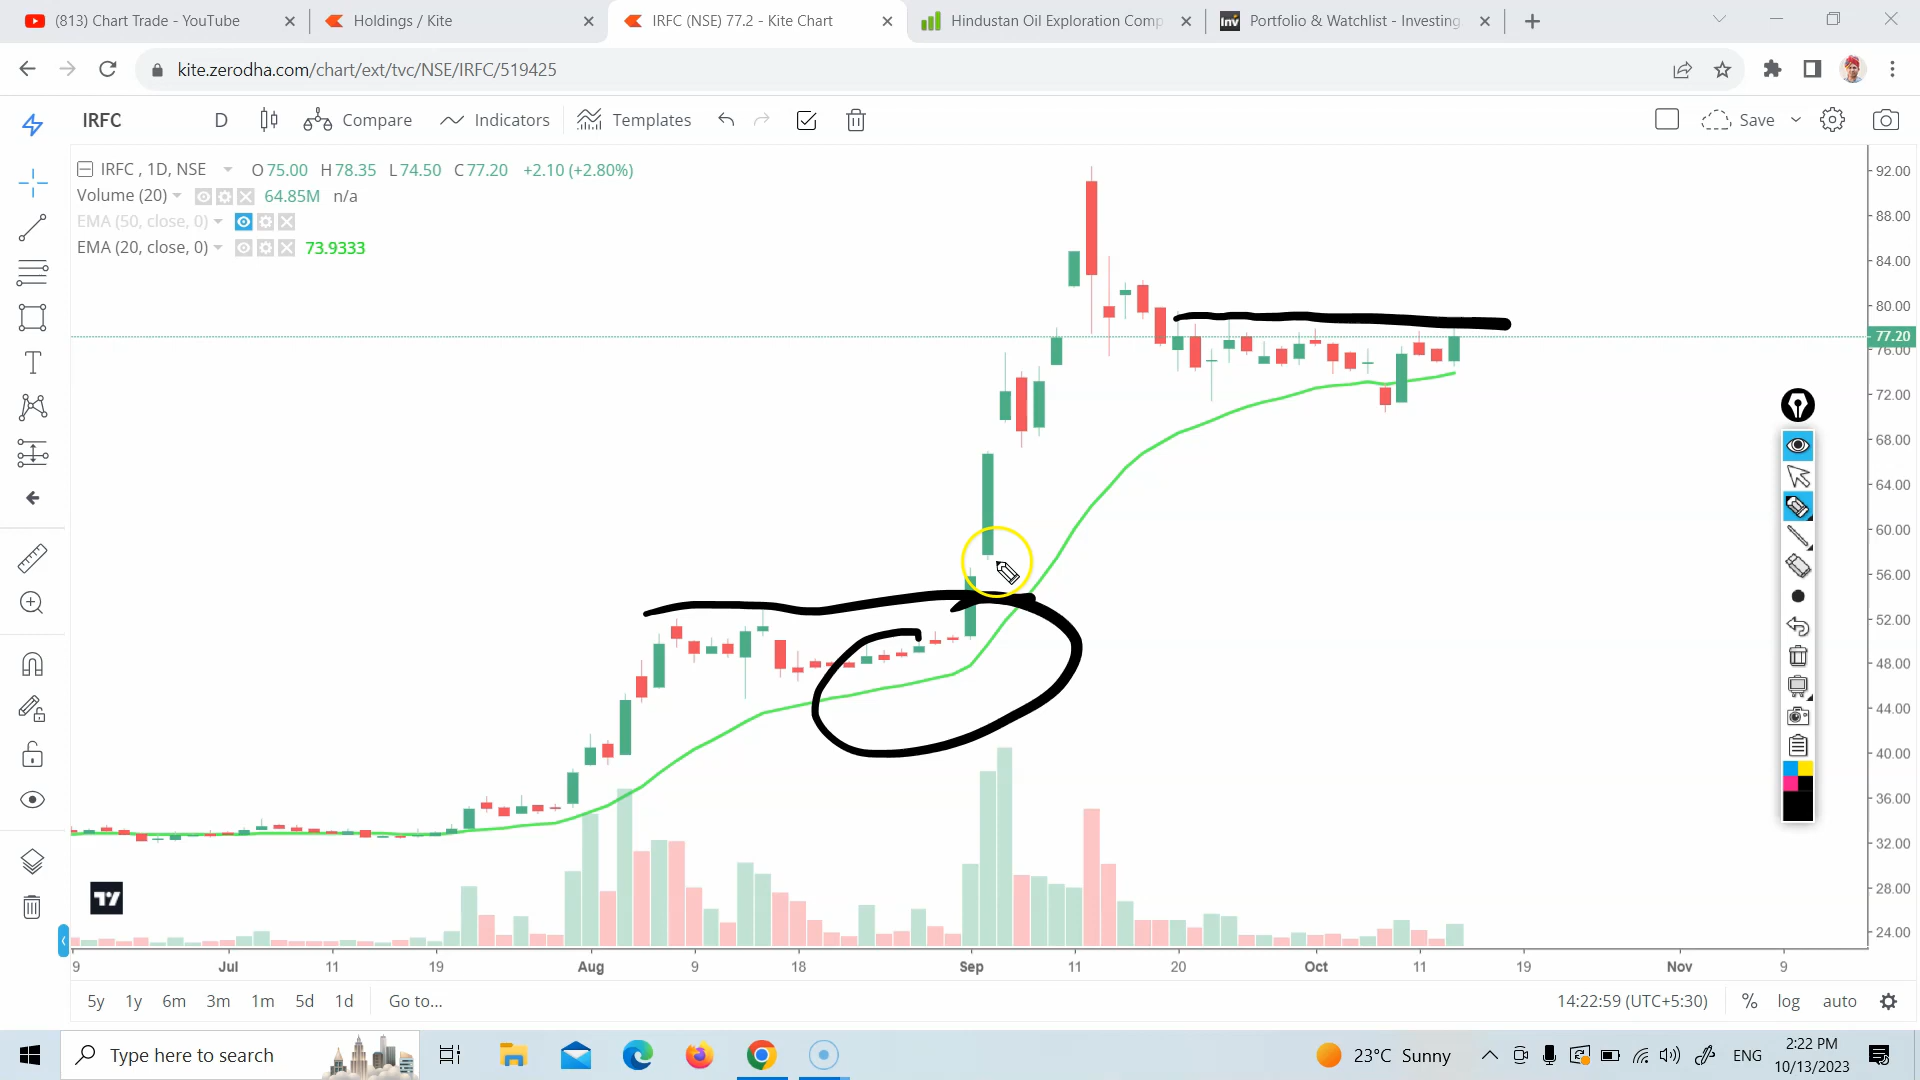 (813) Chart Trade - YouTube
Holdings / Kite
IRFC (NSE) 77.2 - Kite Chart
Hindustan Oil Exploration Comp
Inv Portfolio & Watchlist - Investing
kite.zerodha.com/chart/ext/tvc/NSE/IRFC/519425
IRFC D Compare Indicators Templates Save
IRFC , 1D, NSE O75.00 H78.35 L74.50 C77.20 +2.10 (+2.80%)
Volume (20) 64.85M n/a
EMA (50, close, 0)
EMA (20, close, 0) 73.9333
T
92.00
88.00
84.00
80.00
77.20
76.00
72.00
68.00
64.00
60.00
56.00
52.00
48.00
44.00
40.00
36.00
32.00
28.00
24.00
9 Jul 11 19 Aug 9 18 Sep 11 20 Oct 11 19 Nov 9
5y 1y 6m 3m 1m 5d 1d Go to... 14:22:59 (UTC+5:30) % log auto
Type here to search
23°C Sunny
ENG
2:22 PM
10/13/2023